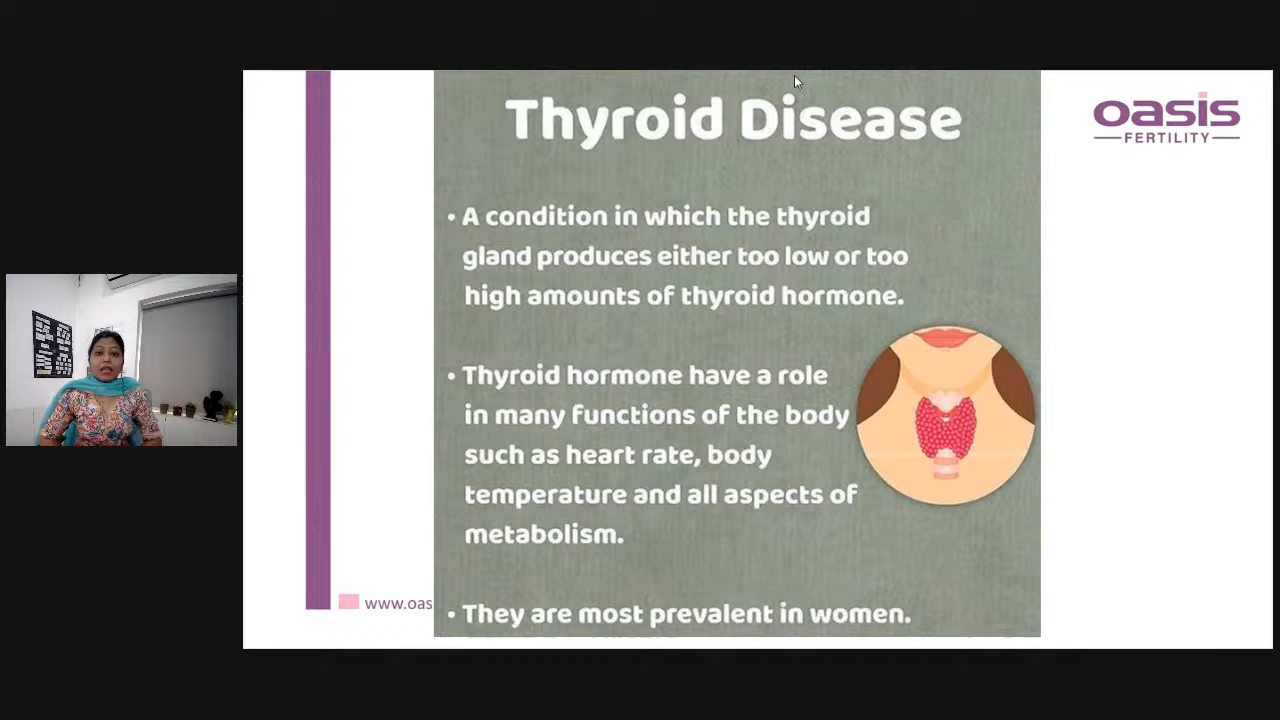 Thyroid Disease
oasis
FERTILITY
• A condition in which the thyroid
gland produces either too low or too
high amounts of thyroid hormone.
• Thyroid hormone have a role
in many functions of the body
such as heart rate, body
temperature and all aspects of
metabolism.
www.oas
• They are most prevalent in women.